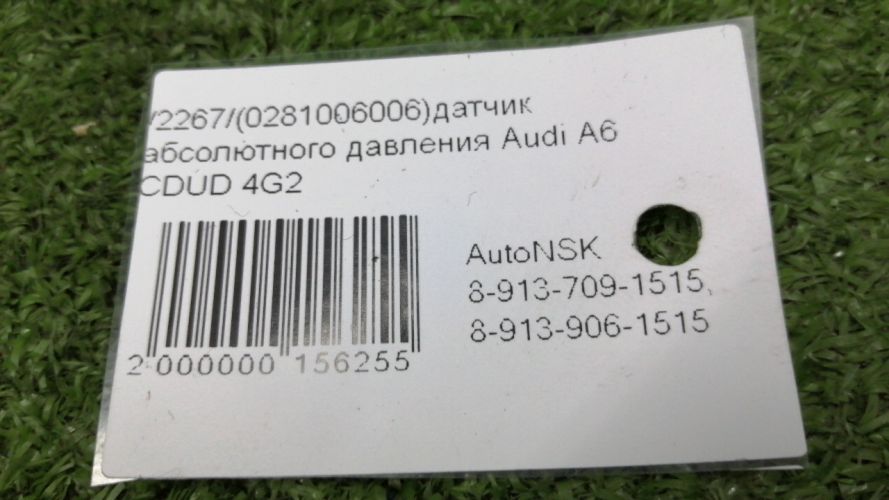 /2267/(0281006006)датчик
абсолютного давления Audi A6
CDUD 4G2
AutoNSK
8-913-709-1515,
8-913-906-1515
2 000000 156255